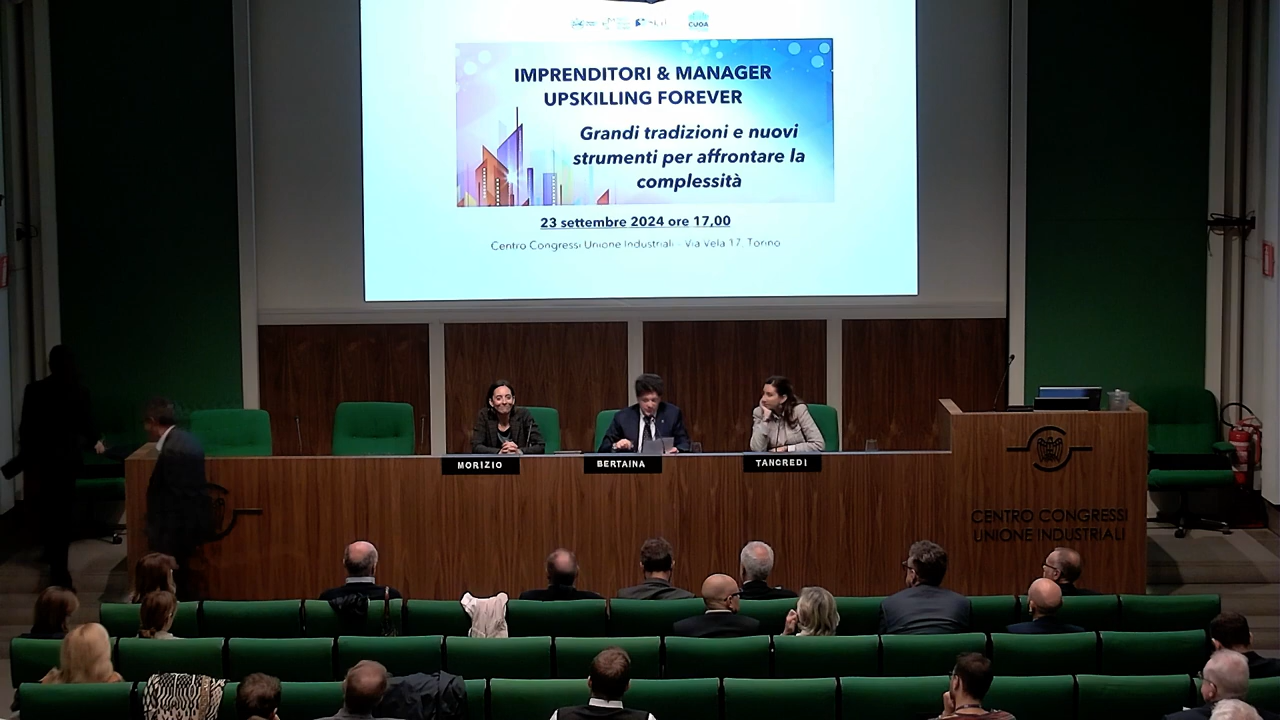 CUOA
IMPRENDITORI & MANAGER
UPSKILLING FOREVER
Grandi tradizioni e nuovi
strumenti per affrontare la
complessità
23 settembre 2024 ore 17,00
Centro Congressi Unione Industriali - Via Vela 17, Torino
MORIZIO
BERTAINA
TANCREDI
CENTRO CONGRESSI
UNIONE INDUSTRIALI